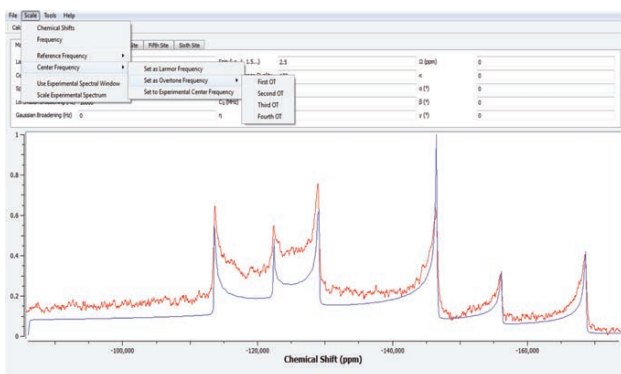 File Scale Tools Help
Chemical Shifts
Frequency
Reference Frequency
Center Frequency
Use Experimental Spectral Window
Scale Experimental Spectrum
Set as Larmor Frequency
Set as Overtone Frequency
Set to Experimental Center Frequency
First OT
Second OT
Third OT
Fourth OT
Site Fifth Site Sixth Site
2.5 Ω (ppm) 0
κ 0
α (°) 0
β (°) 0
Gaussian Broadening (Hz) 0 η γ (°) 0
1
0.8
0.6
0.4
0.2
0
-100,000 -120,000 -140,000 -160,000
Chemical Shift (ppm)